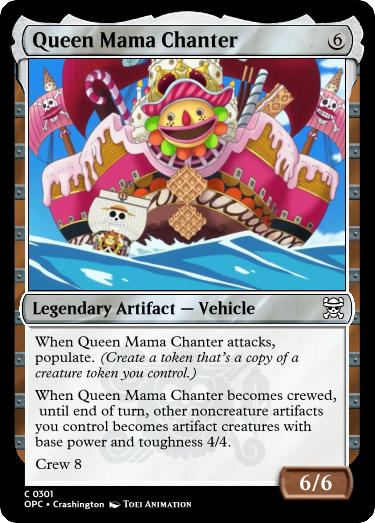 Queen Mama Chanter 6
Legendary Artifact — Vehicle
When Queen Mama Chanter attacks,
populate. (Create a token that's a copy of a
creature token you control.)
When Queen Mama Chanter becomes crewed,
until end of turn, other noncreature artifacts
you control becomes artifact creatures with
base power and toughness 4/4.
Crew 8
6/6
C 0301
OPC • Crashington TOEI ANIMATION